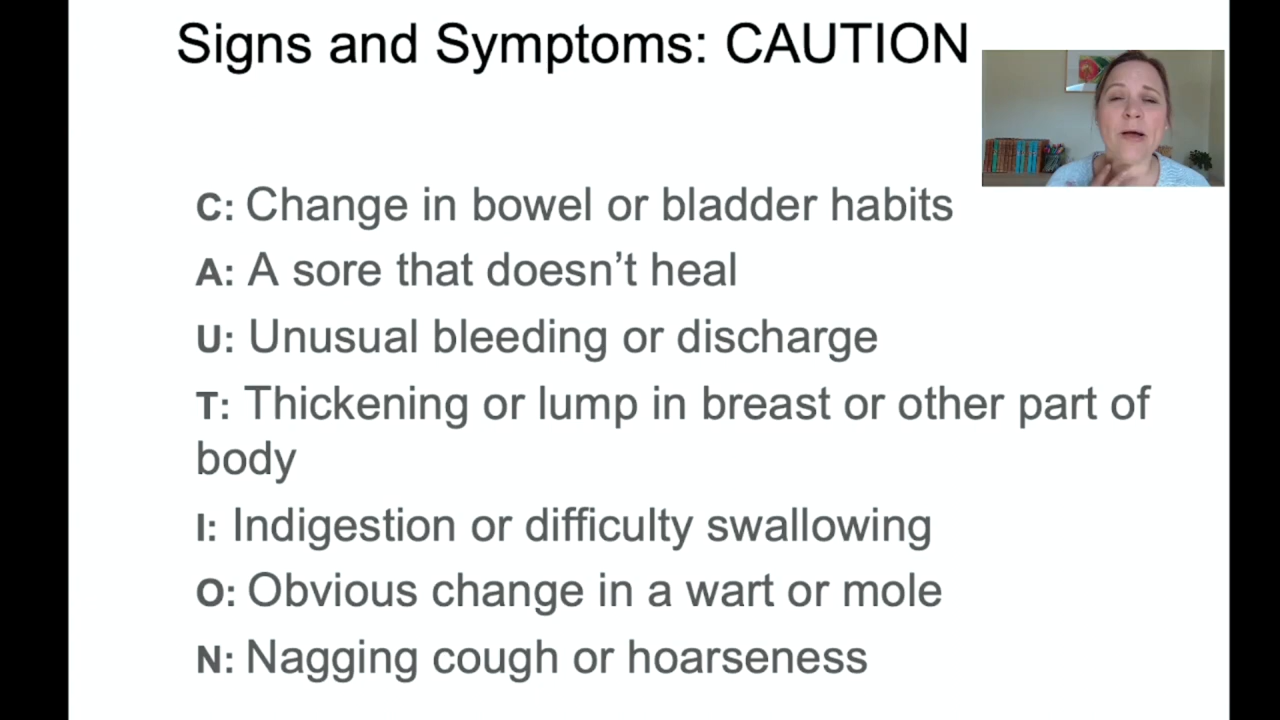 Signs and Symptoms: CAUTION
C: Change in bowel or bladder habits
A: A sore that doesn’t heal
U: Unusual bleeding or discharge
T: Thickening or lump in breast or other part of
body
I: Indigestion or difficulty swallowing
O: Obvious change in a wart or mole
N: Nagging cough or hoarseness